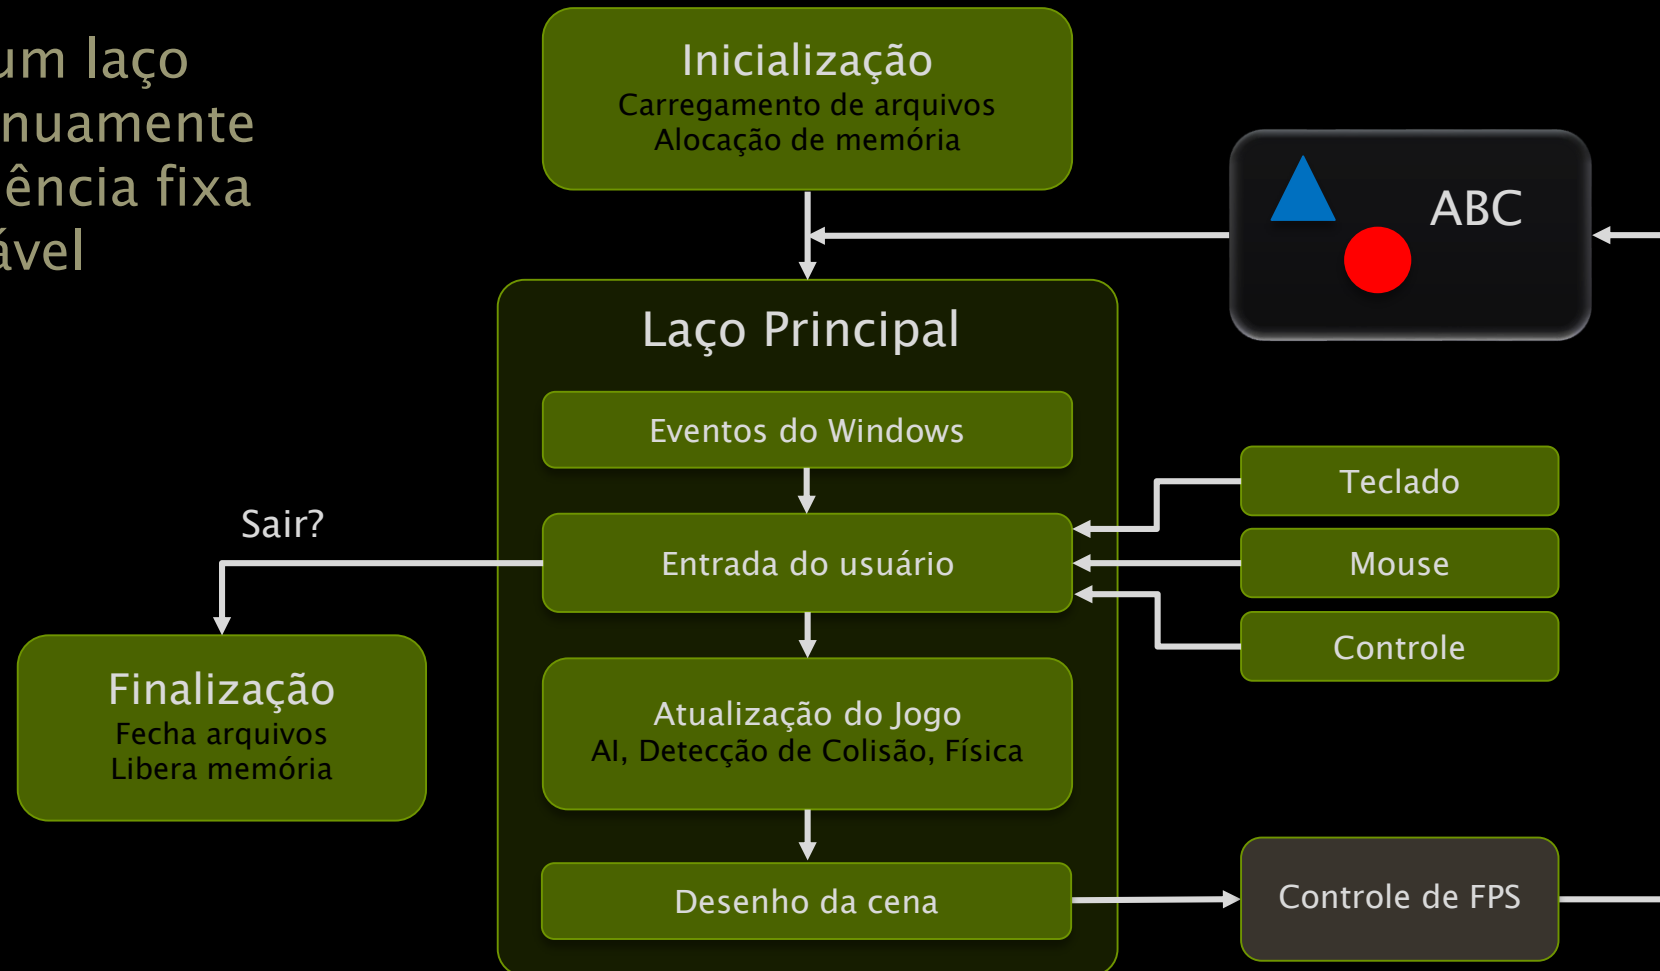 um laço
nuamente
ência fixa
ável
Inicialização
Carregamento de arquivos
Alocação de memória
ABC
Laço Principal
Eventos do Windows
Entrada do usuário
Atualização do Jogo
AI, Detecção de Colisão, Física
Desenho da cena
Teclado
Mouse
Controle
Sair?
Finalização
Fecha arquivos
Libera memória
Controle de FPS